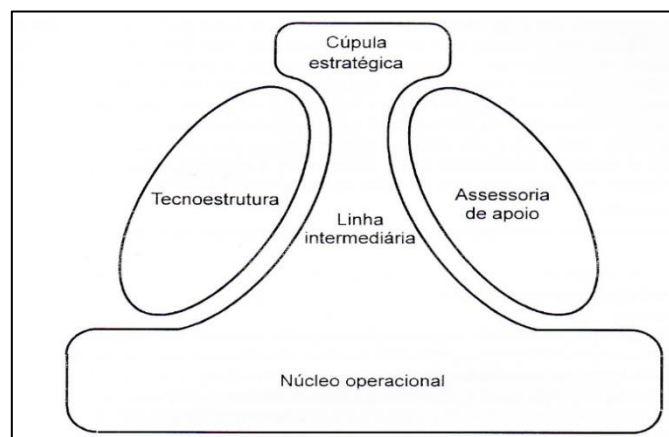 Cúpula
estratégica
Tecnoestrutura
Linha
intermediária
Assessoria
de apoio
Núcleo operacional